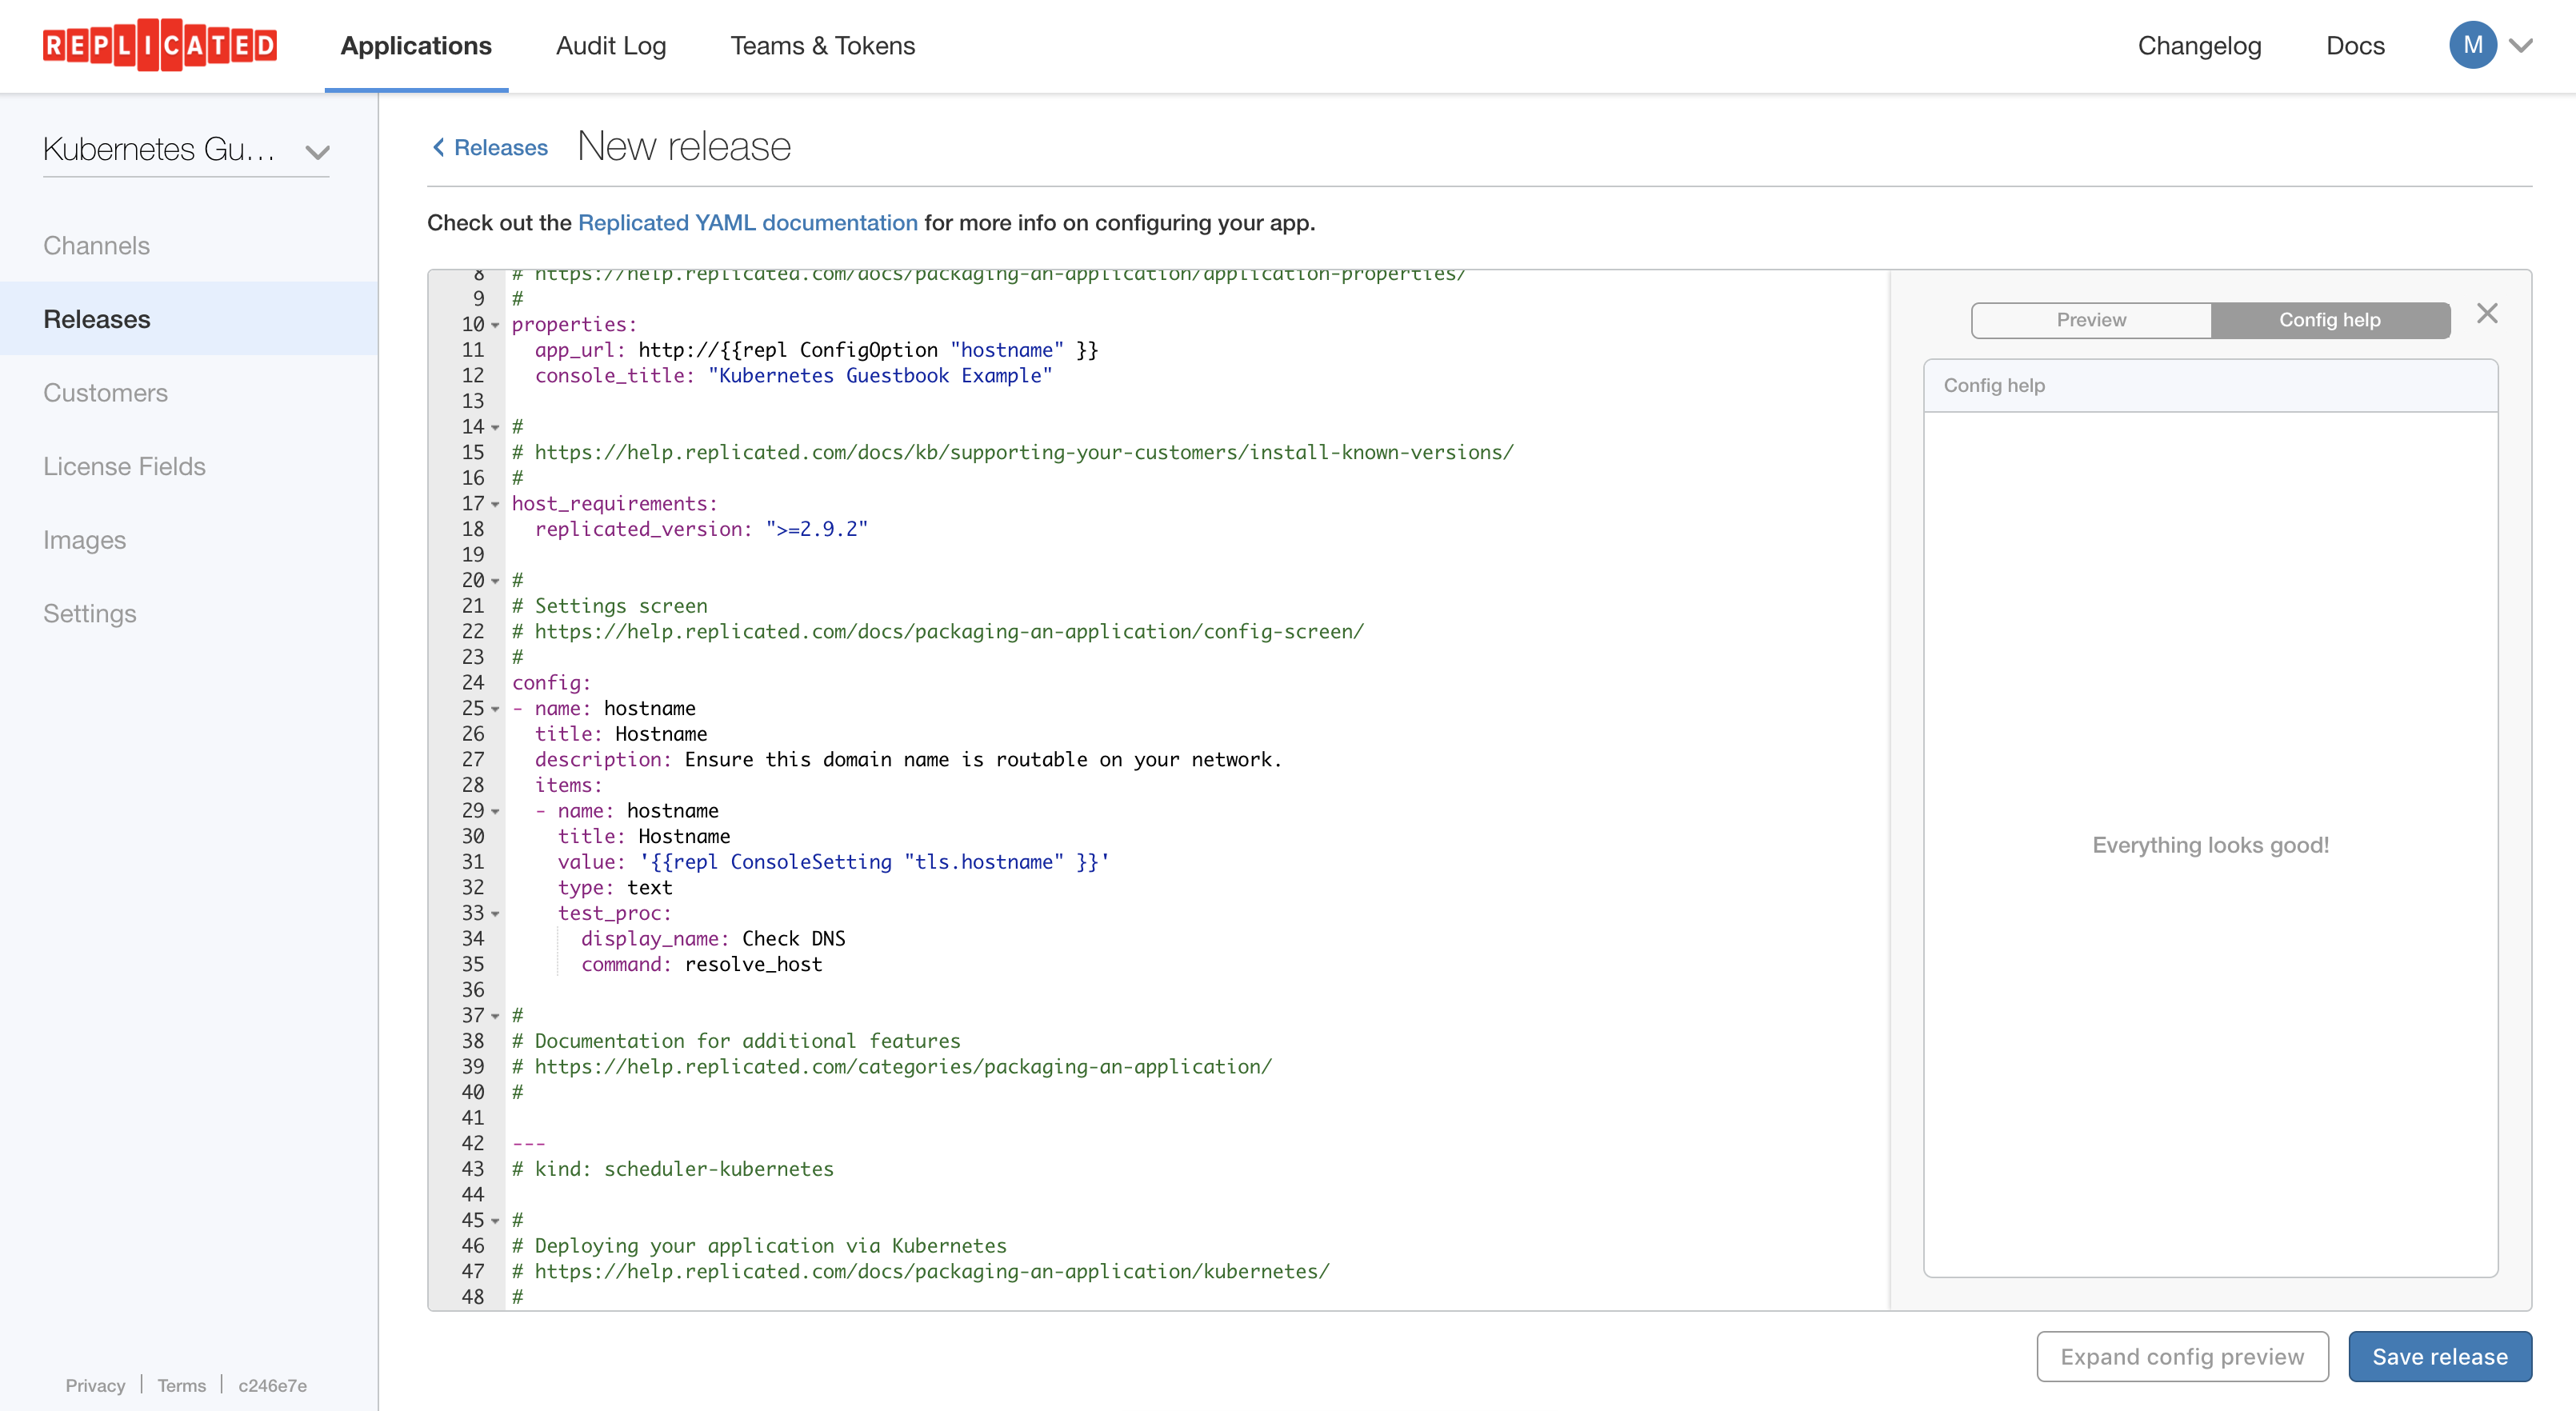 REPLICATED
Applications
Audit Log
Teams & Tokens
Changelog
Docs
M
Kubernetes Gu...
Channels
Releases
Customers
License Fields
Images
Settings
Privacy | Terms | c246e7e
Releases
New release
Check out the Replicated YAML documentation for more info on configuring your app.
8 # https://help.replicated.com/docs/packaging-an-application/application-properties/
9 #
10 properties:
11   app_url: http://{{repl ConfigOption "hostname" }}
12   console_title: "Kubernetes Guestbook Example"
13
14 #
15 # https://help.replicated.com/docs/kb/supporting-your-customers/install-known-versions/
16 #
17 host_requirements:
18   replicated_version: ">=2.9.2"
19
20 #
21 # Settings screen
22 # https://help.replicated.com/docs/packaging-an-application/config-screen/
23 #
24 config:
25 - name: hostname
26   title: Hostname
27   description: Ensure this domain name is routable on your network.
28   items:
29   - name: hostname
30     title: Hostname
31     value: '{{repl ConsoleSetting "tls.hostname" }}'
32     type: text
33     test_proc:
34       display_name: Check DNS
35       command: resolve_host
36
37 #
38 # Documentation for additional features
39 # https://help.replicated.com/categories/packaging-an-application/
40 #
41
42 ---
43 # kind: scheduler-kubernetes
44
45 #
46 # Deploying your application via Kubernetes
47 # https://help.replicated.com/docs/packaging-an-application/kubernetes/
48 #
Preview
Config help
Config help
Everything looks good!
Expand config preview
Save release